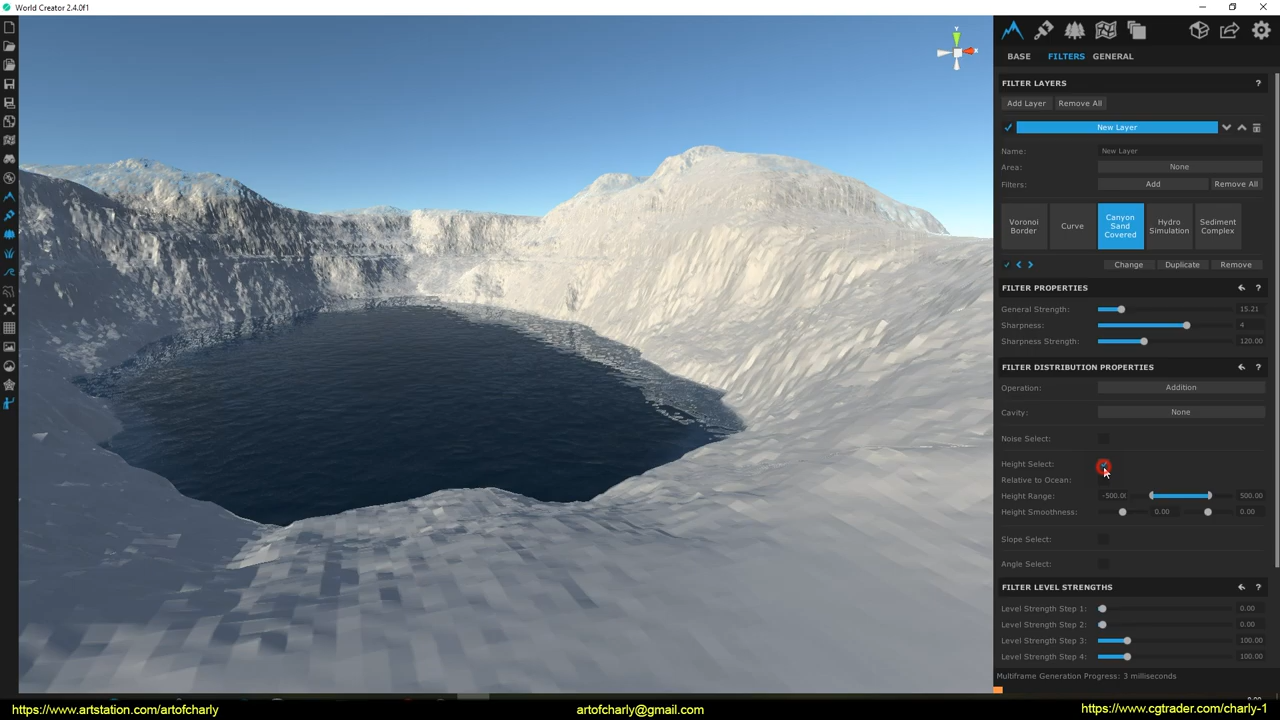 World Creator 2.4.0f1
Y
BASE FILTERS GENERAL
FILTER LAYERS ?
Add Layer Remove All
New Layer
Name: New Layer
Area: None
Filters: Add Remove All
Voronoi Border Curve Canyon Sand Covered Hydro Simulation Sediment Complex
Change Duplicate Remove
FILTER PROPERTIES ?
General Strength: 15.21
Sharpness: 4
Sharpness Strength: 120.00
FILTER DISTRIBUTION PROPERTIES ?
Operation: Addition
Cavity: None
Noise Select:
Height Select:
Relative to Ocean:
Height Range: -500.0( 500.00
Height Smoothness: 0.00 0.00
Slope Select:
Angle Select:
FILTER LEVEL STRENGTHS ?
Level Strength Step 1: 0.00
Level Strength Step 2: 0.00
Level Strength Step 3: 100.00
Level Strength Step 4: 100.00
Multiframe Generation Progress: 3 milliseconds
https://www.artstation.com/artofcharly artofcharly@gmail.com https://www.cgtrader.com/charly-1